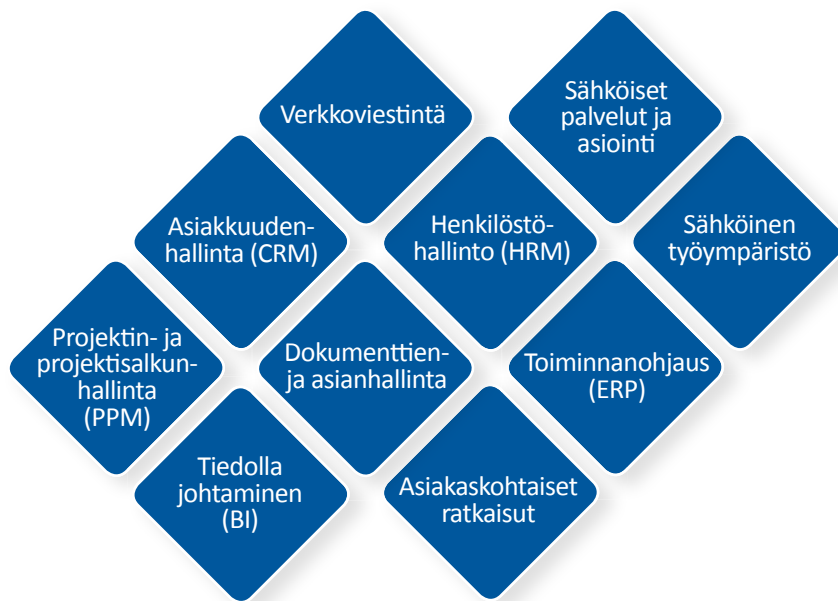 Verkkoviestintä
Sähköiset
palvelut ja
asiointi
Asiakkuuden-
hallinta (CRM)
Henkilöstö-
hallinto (HRM)
Sähköinen
työympäristö
Projektin- ja
projektisalkun-
hallinta
(PPM)
Dokumenttien-
ja asianhallinta
Toiminnanohjaus
(ERP)
Tiedolla
johtaminen
(BI)
Asiakaskohtaiset
ratkaisut